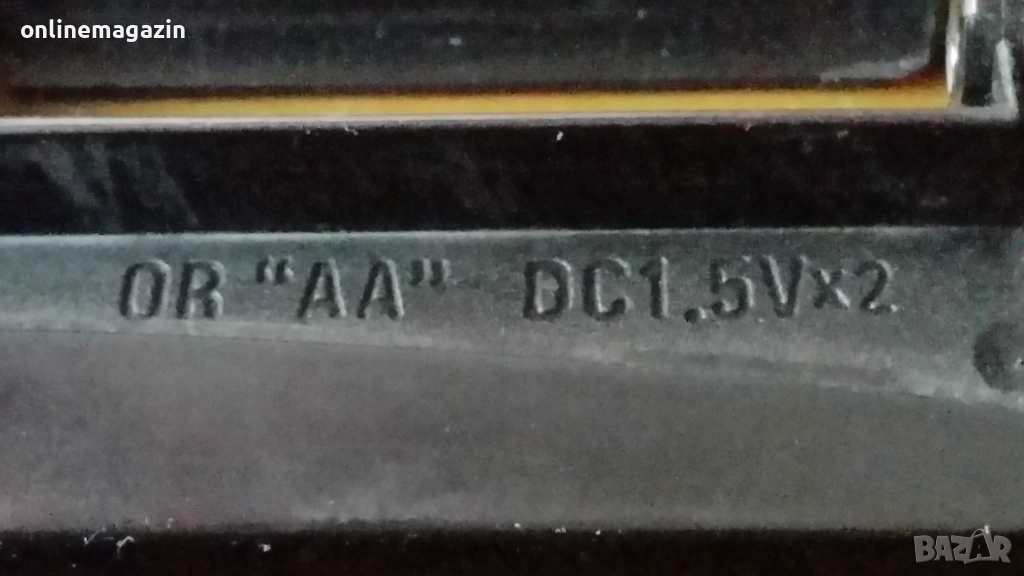 onlinemagazin
OR “AA” DC1.5V×2
BAZAR